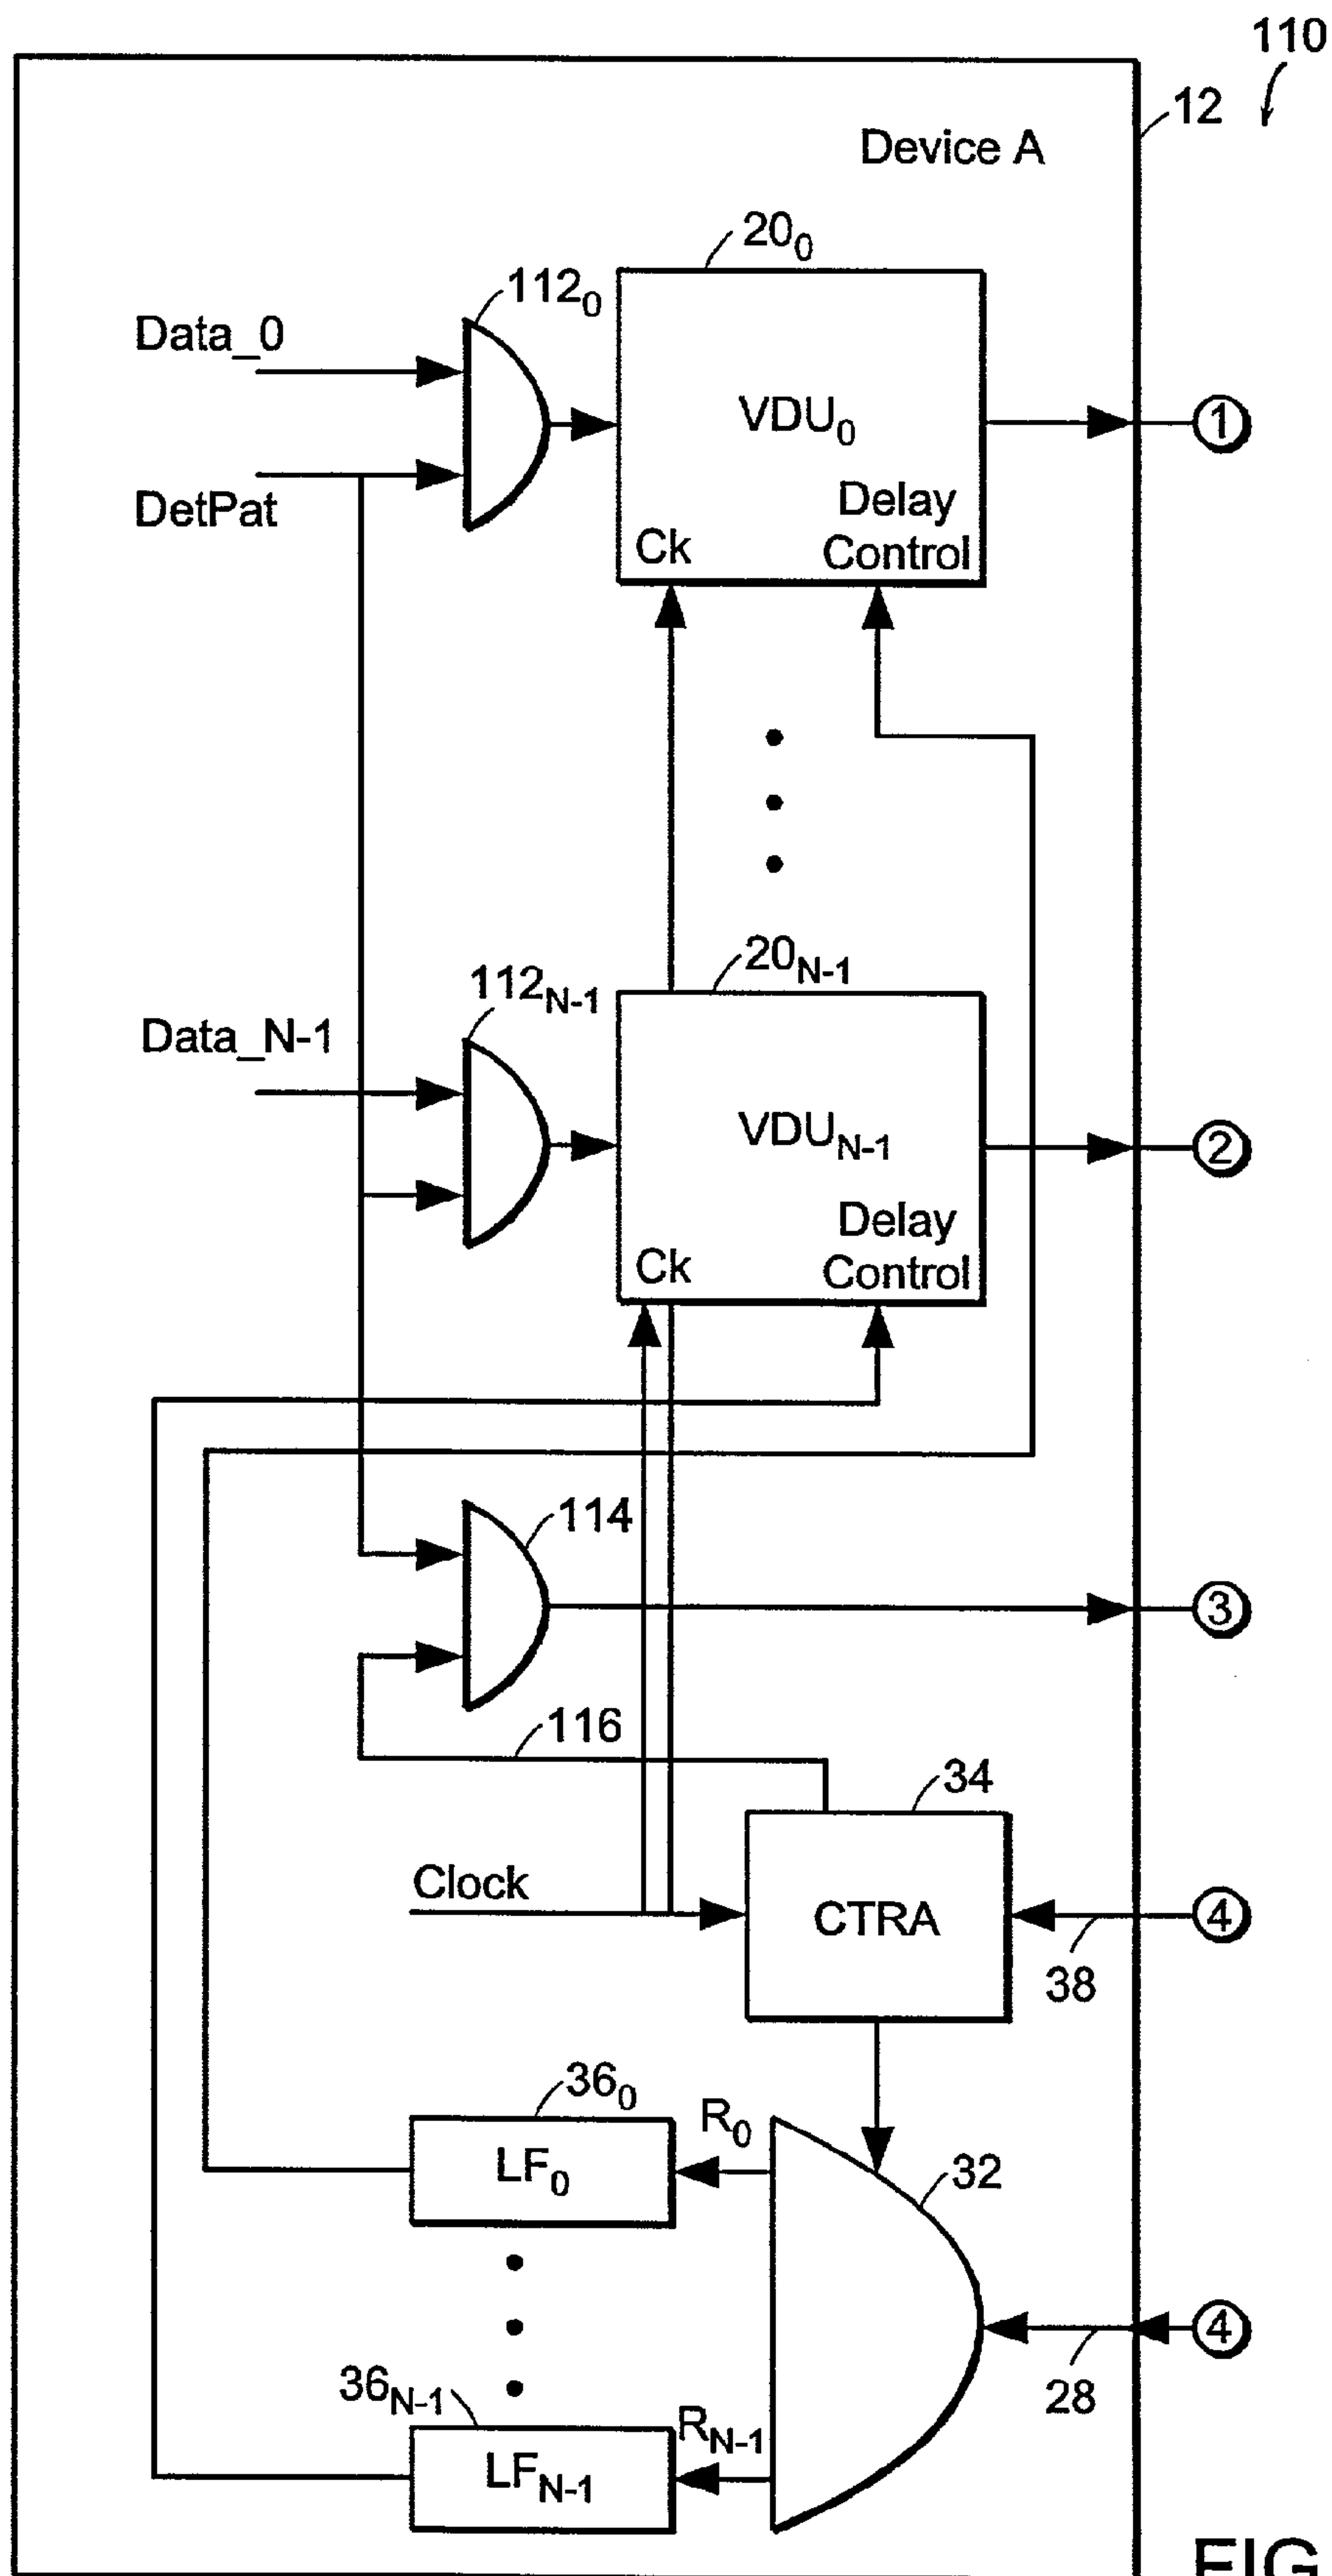 110
12
Device A
20₀
112₀
Data_0
VDU₀
1
DetPat
Delay
Ck
Control
20N-1
112N-1
Data_N-1
VDUN-1
2
Delay
Ck
Control
114
3
116
34
Clock
CTRA
4
38
36₀
R₀
LF₀
32
4
28
36N-1
RN-1
LFN-1
FIG